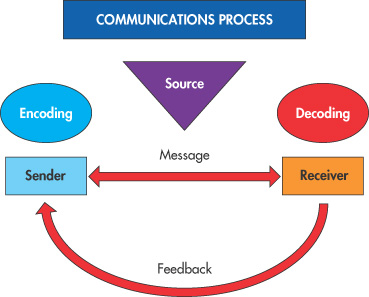 COMMUNICATIONS PROCESS
Source
Encoding
Decoding
Message
Sender
Receiver
Feedback